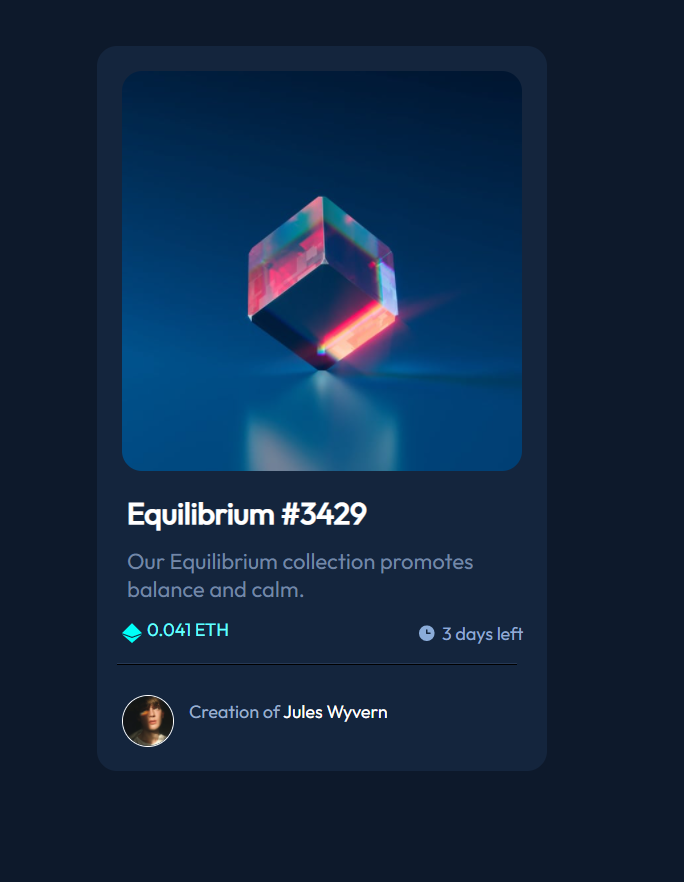 Equilibrium #3429
Our Equilibrium collection promotes
balance and calm.
0.041 ETH
3 days left
Creation of Jules Wyvern